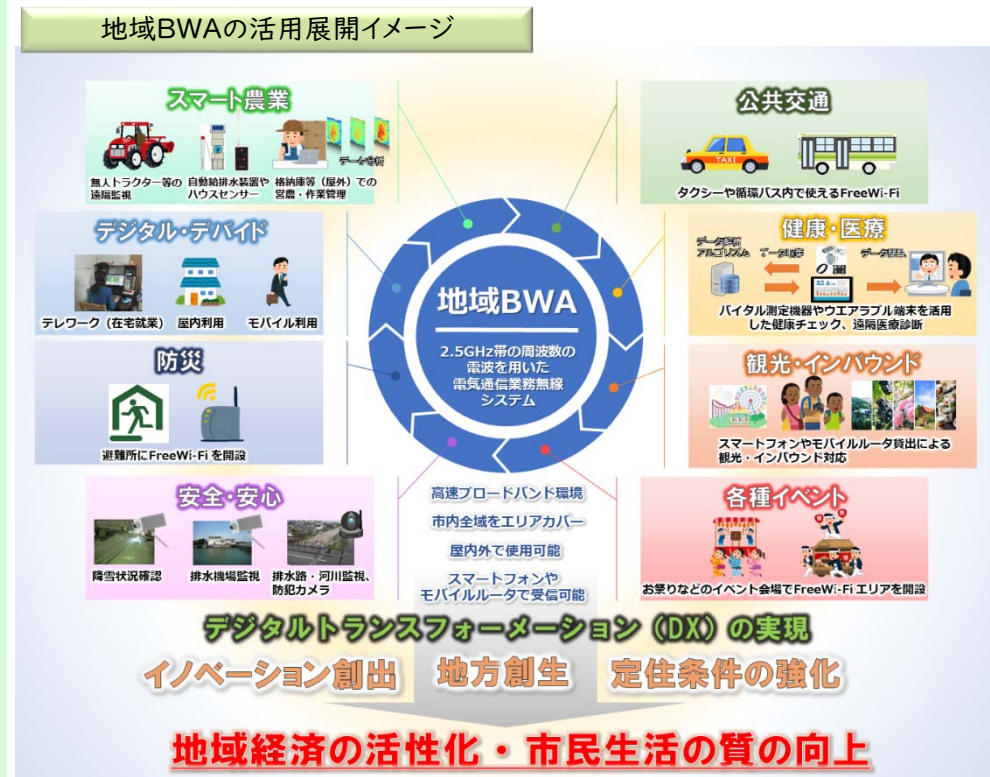 地域BWAの活用展開イメージ
スマート農業
データ分析
無人トラクター等の
遠隔監視
自動給排水装置や
ハウスセンサー
格納庫等（屋外）での
営農・作業管理
公共交通
TAXI
タクシーや循環バス内で使えるFreeWi-Fi
デジタル・デバイド
テレワーク（在宅就業）
屋内利用
モバイル利用
健康・医療
データ解析
アルゴリズム
データ収集
バイタル測定機器やウエアラブル端末を活用
した健康チェック、遠隔医療診断
地域BWA
2.5GHz帯の周波数の
電波を用いた
電気通信業務無線
システム
防災
避難所にFreeWi-Fi を開設
観光・インバウンド
スマートフォンやモバイルルータ貸出による
観光・インバウンド対応
安全・安心
降雪状況確認
排水機場監視
排水路・河川監視、
防犯カメラ
高速ブロードバンド環境
市内全域をエリアカバー
屋内外で使用可能
スマートフォンや
モバイルルータで受信可能
各種イベント
お祭りなどのイベント会場でFreeWi-Fi エリアを開設
デジタルトランスフォーメーション（DX）の実現
イノベーション創出
地方創生
定住条件の強化
地域経済の活性化・市民生活の質の向上